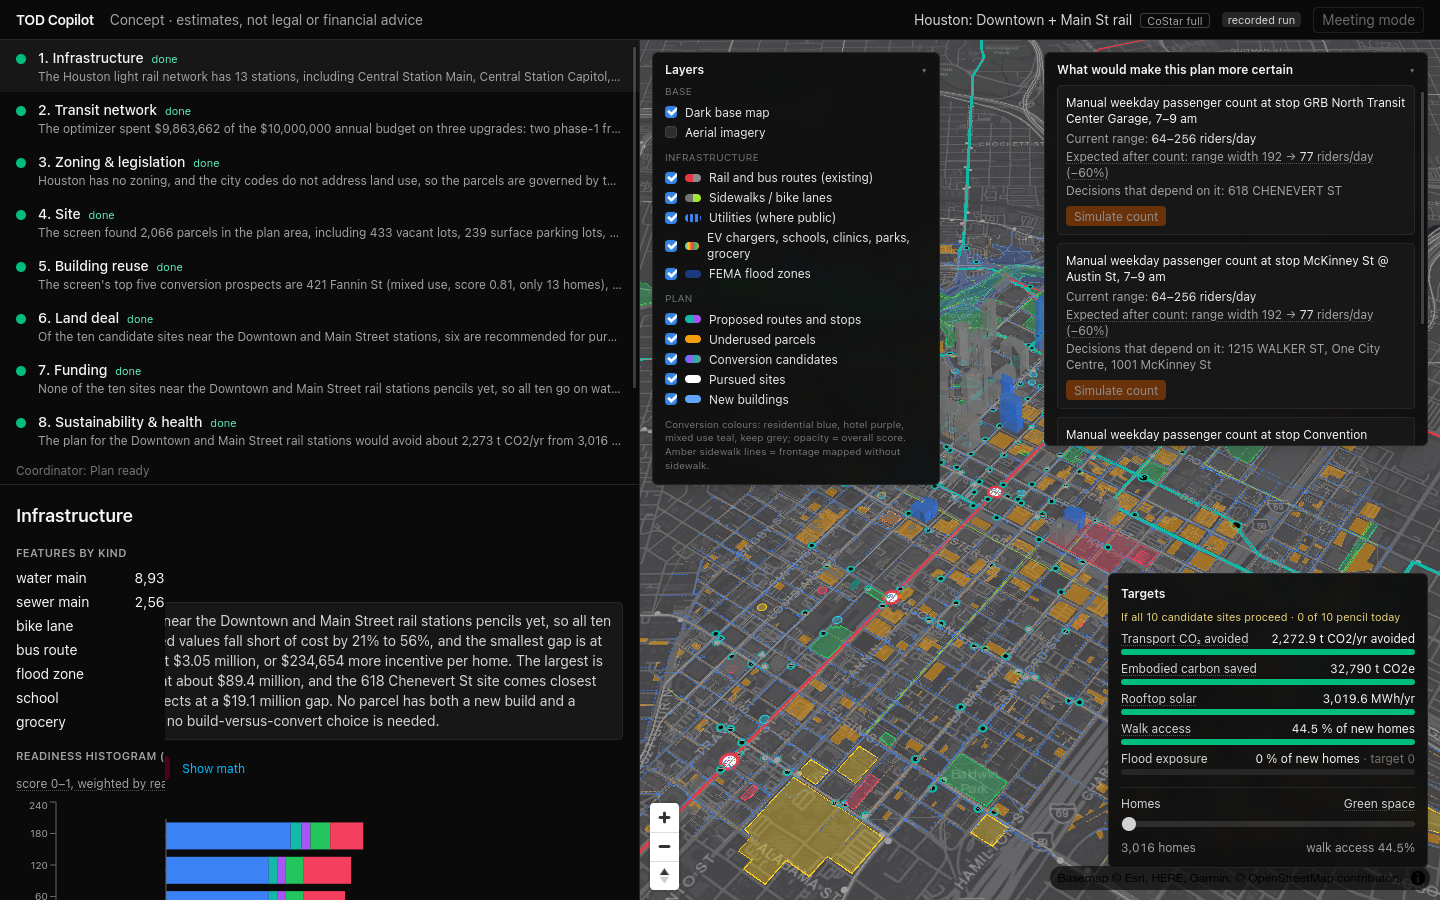 TOD Copilot Concept · estimates, not legal or financial advice
Houston: Downtown + Main St rail CoStar full recorded run Meeting mode
1. Infrastructure done
The Houston light rail network has 13 stations, including Central Station Main, Central Station Capitol,...
2. Transit network done
The optimizer spent $9,863,662 of the $10,000,000 annual budget on three upgrades: two phase-1 fr...
3. Zoning & legislation done
Houston has no zoning, and the city codes do not address land use, so the parcels are governed by t...
4. Site done
The screen found 2,066 parcels in the plan area, including 433 vacant lots, 239 surface parking lots, ...
5. Building reuse done
The screen's top five conversion prospects are 421 Fannin St (mixed use, score 0.81, only 13 homes), ...
6. Land deal done
Of the ten candidate sites near the Downtown and Main Street stations, six are recommended for pur...
7. Funding done
None of the ten sites near the Downtown and Main Street rail stations pencils yet, so all ten go on wat...
8. Sustainability & health done
The plan for the Downtown and Main Street rail stations would avoid about 2,273 t CO2/yr from 3,016 ...
Coordinator: Plan ready
Infrastructure
FEATURES BY KIND
water main 8,93
sewer main 2,56
bike lane
bus route
flood zone
school
grocery
near the Downtown and Main Street rail stations pencils yet, so all ten
ed values fall short of cost by 21% to 56%, and the smallest gap is at
t $3.05 million, or $234,654 more incentive per home. The largest is
at about $89.4 million, and the 618 Chenevert St site comes closest
ects at a $19.1 million gap. No parcel has both a new build and a
no build-versus-convert choice is needed.
READINESS HISTOGRAM (
Show math
score 0–1, weighted by rea
240
180
120
60
Layers
BASE
Dark base map
Aerial imagery
INFRASTRUCTURE
Rail and bus routes (existing)
Sidewalks / bike lanes
Utilities (where public)
EV chargers, schools, clinics, parks,
grocery
FEMA flood zones
PLAN
Proposed routes and stops
Underused parcels
Conversion candidates
Pursued sites
New buildings
Conversion colours: residential blue, hotel purple,
mixed use teal, keep grey; opacity = overall score.
Amber sidewalk lines = frontage mapped without
sidewalk.
What would make this plan more certain
Manual weekday passenger count at stop GRB North Transit
Center Garage, 7–9 am
Current range: 64–256 riders/day
Expected after count: range width 192 → 77 riders/day
(−60%)
Decisions that depend on it: 618 CHENEVERT ST
Simulate count
Manual weekday passenger count at stop McKinney St @
Austin St, 7–9 am
Current range: 64–256 riders/day
Expected after count: range width 192 → 77 riders/day
(−60%)
Decisions that depend on it: 1215 WALKER ST, One City
Centre, 1001 McKinney St
Simulate count
Manual weekday passenger count at stop Convention
CROCKETT ST
Baldwin
Park
ALABAMA ST
HAMILTON ST
69
59
Targets
If all 10 candidate sites proceed · 0 of 10 pencil today
Transport CO₂ avoided 2,272.9 t CO2/yr avoided
Embodied carbon saved 32,790 t CO2e
Rooftop solar 3,019.6 MWh/yr
Walk access 44.5 % of new homes
Flood exposure 0 % of new homes · target 0
Homes Green space
3,016 homes walk access 44.5%
Basemap © Esri, HERE, Garmin, © OpenStreetMap contributors